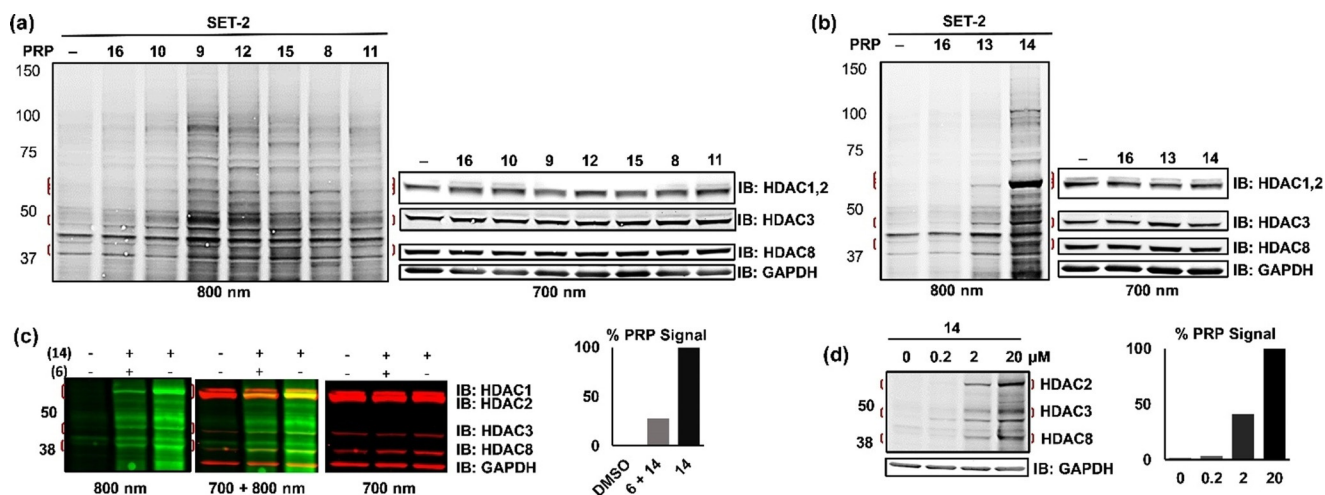 (a)
SET-2
PRP – 16 10 9 12 15 8 11
150
100
75
50
37
800 nm
– 16 10 9 12 15 8 11
IB: HDAC1,2
IB: HDAC3
IB: HDAC8
IB: GAPDH
700 nm
(b)
SET-2
PRP – 16 13 14
150
100
75
50
37
800 nm
– 16 13 14
IB: HDAC1,2
IB: HDAC3
IB: HDAC8
IB: GAPDH
700 nm
(c)
(14) - + + - + + - + +
(6) - + - - + - - + -
50
38
IB: HDAC1
IB: HDAC2
IB: HDAC3
IB: HDAC8
IB: GAPDH
800 nm 700 + 800 nm 700 nm
% PRP Signal
100
50
0
DMSO 6 + 14 14
(d)
14
0 0.2 2 20 µM
50
38
HDAC2
HDAC3
HDAC8
IB: GAPDH
% PRP Signal
100
50
0
0 0.2 2 20